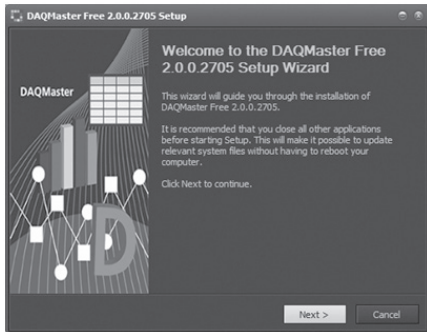 DAQMaster Free 2.0.0.2705 Setup
DAQMaster
D
Welcome to the DAQMaster Free
2.0.0.2705 Setup Wizard
This wizard will guide you through the installation of
DAQMaster Free 2.0.0.2705.
It is recommended that you close all other applications
before starting Setup. This will make it possible to update
relevant system files without having to reboot your
computer.
Click Next to continue.
Next >
Cancel